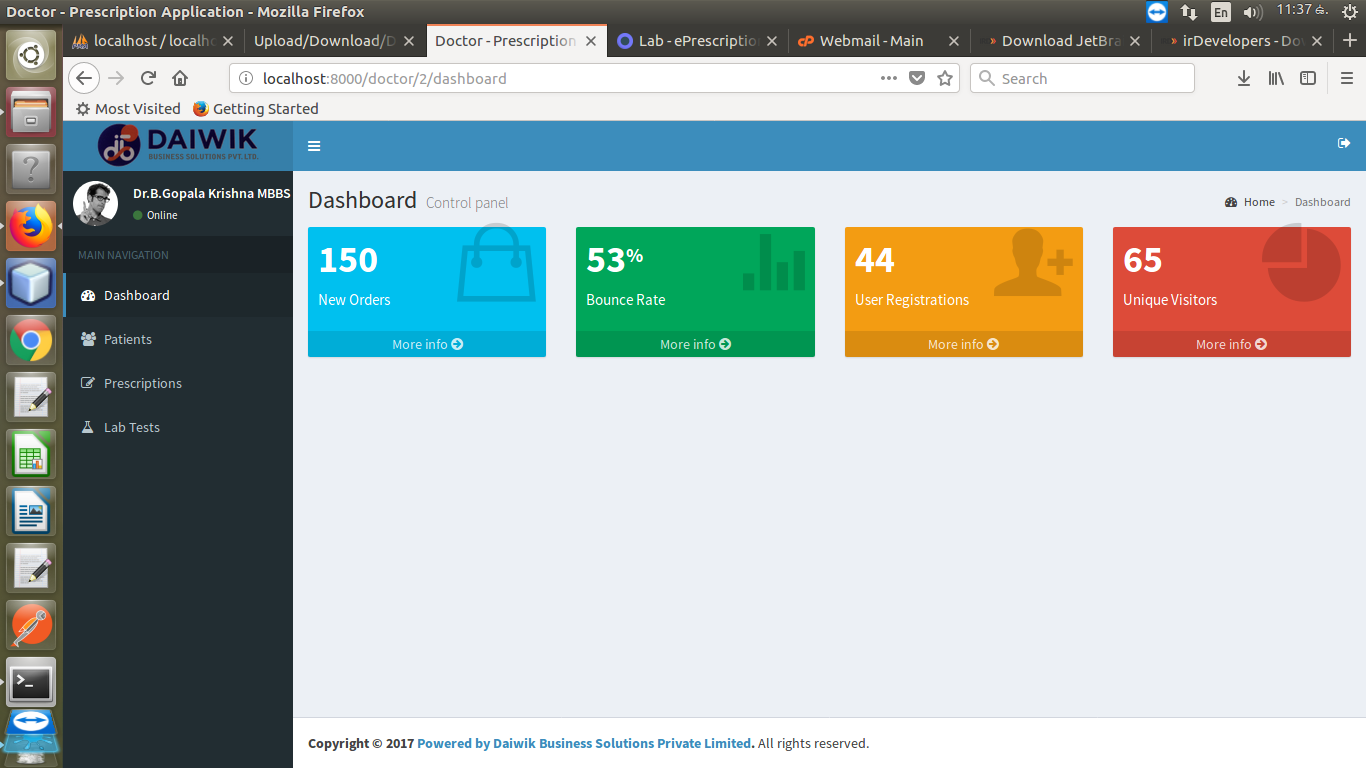 Doctor - Prescription Application - Mozilla Firefox
En
localhost / localh
Upload/Download/D
Doctor - Prescription
Lab - ePrescriptio
Webmail - Main
Download JetBra
irDevelopers - Do
localhost:8000/doctor/2/dashboard
Search
Most Visited
Getting Started
DAIWIK
BUSINESS SOLUTIONS PVT. LTD.
Dr.B.Gopala Krishna MBBS
Online
MAIN NAVIGATION
Dashboard
Patients
Prescriptions
Lab Tests
Dashboard Control panel
Home > Dashboard
150
New Orders
More info
53%
Bounce Rate
More info
44
User Registrations
More info
65
Unique Visitors
More info
Copyright © 2017 Powered by Daiwik Business Solutions Private Limited. All rights reserved.